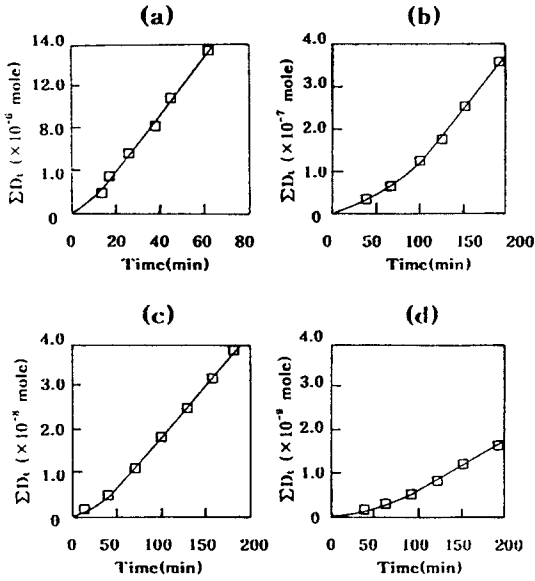 (a)
ΣDₜ (×10⁻⁶ mole)
14.0
12.0
8.0
1.0
0
0 20 40 60 80
Time(min)
(b)
ΣDₜ (×10⁻⁷ mole)
4.0
3.0
2.0
1.0
0
0 50 100 150 200
Time(min)
(c)
ΣDₜ (×10⁻⁸ mole)
4.0
3.0
2.0
1.0
0
0 50 100 150 200
Time(min)
(d)
ΣDₜ (×10⁻⁹ mole)
4.0
3.0
2.0
1.0
0
0 50 100 150 200
Time(min)